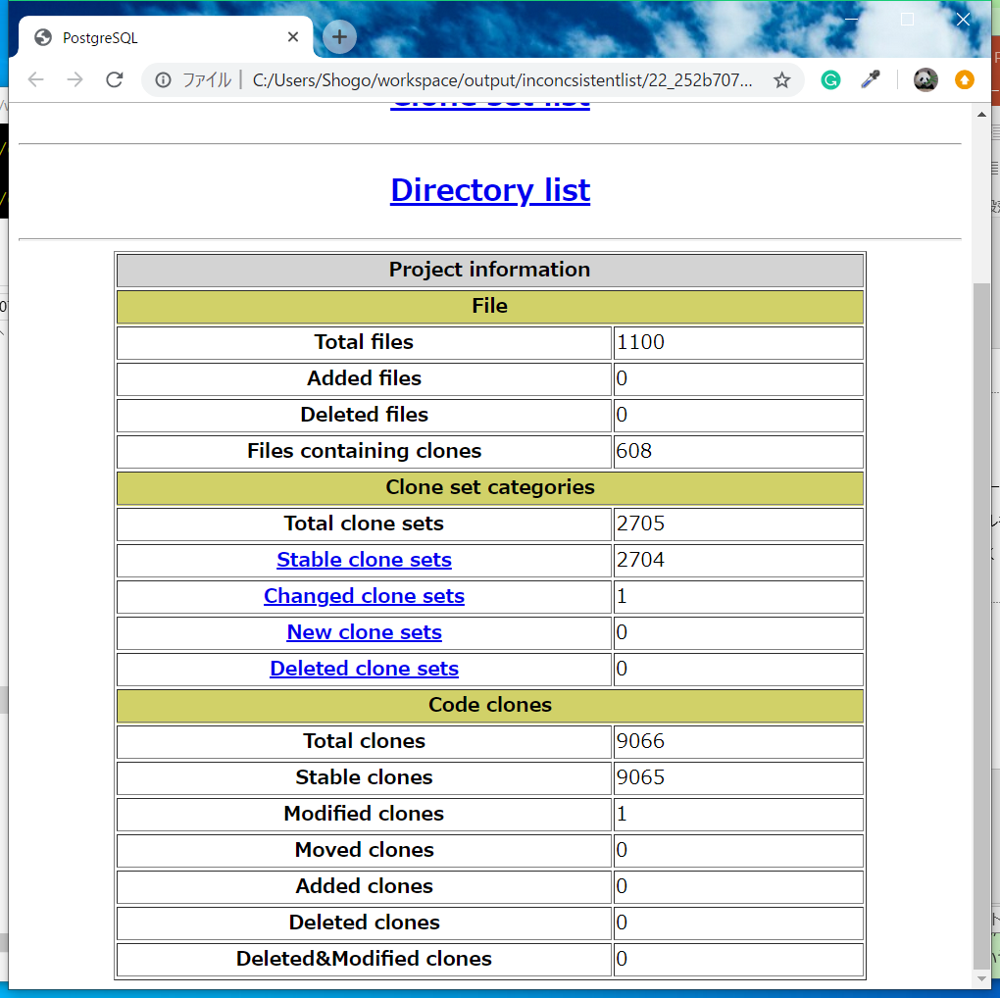 PostgreSQL
ファイル C:/Users/Shogo/workspace/output/inconcsistentlist/22_252b707...
Clone set list
Directory list
Project information
File
Total files 1100
Added files 0
Deleted files 0
Files containing clones 608
Clone set categories
Total clone sets 2705
Stable clone sets 2704
Changed clone sets 1
New clone sets 0
Deleted clone sets 0
Code clones
Total clones 9066
Stable clones 9065
Modified clones 1
Moved clones 0
Added clones 0
Deleted clones 0
Deleted&Modified clones 0